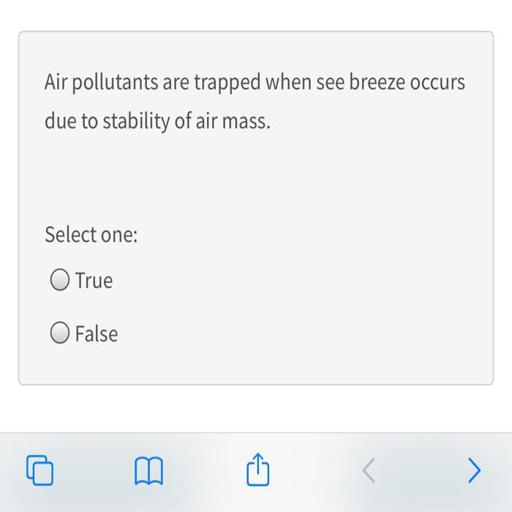 Air pollutants are trapped when see breeze occurs
due to stability of air mass.
Select one:
True
False